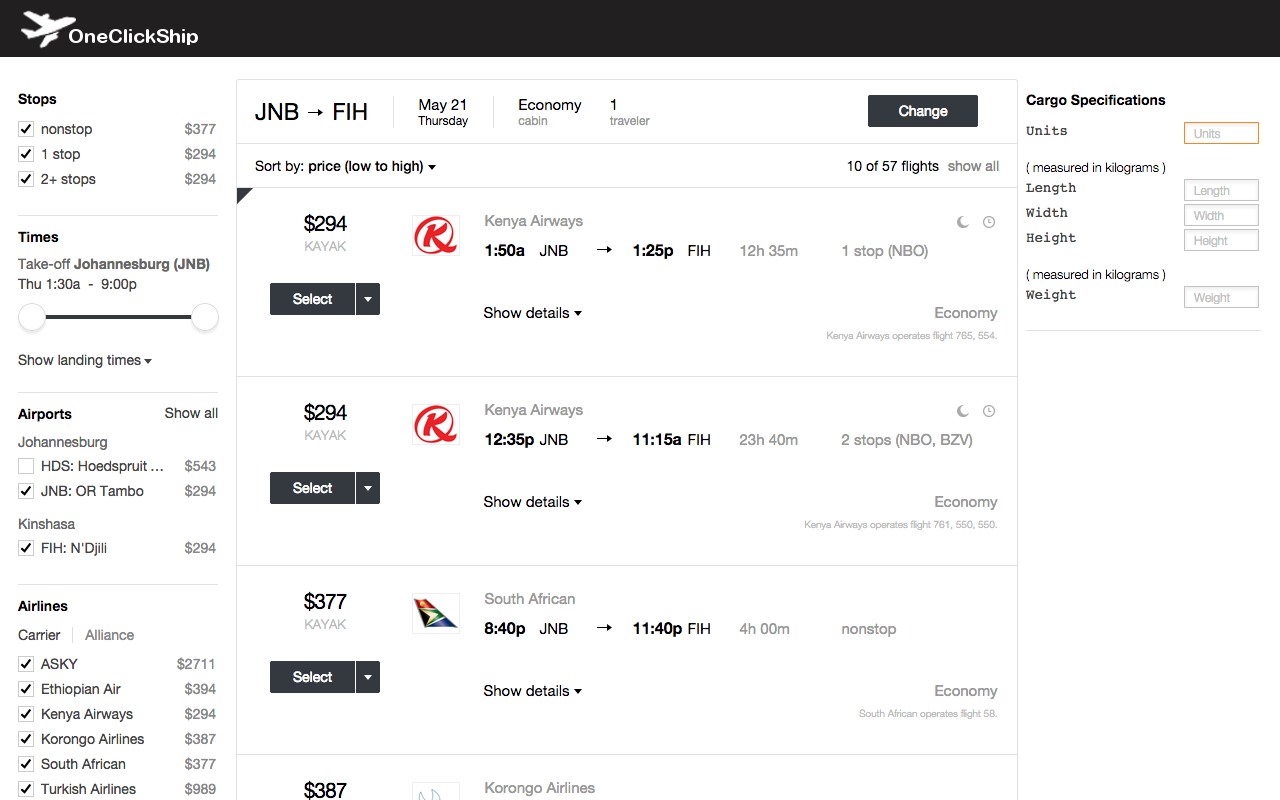 OneClickShip
Stops
nonstop $377
1 stop $294
2+ stops $294
Times
Take-off Johannesburg (JNB)
Thu 1:30a - 9:00p
Show landing times
Airports Show all
Johannesburg
HDS: Hoedspruit ... $543
JNB: OR Tambo $294
Kinshasa
FIH: N'Djili $294
Airlines
Carrier Alliance
ASKY $2711
Ethiopian Air $394
Kenya Airways $294
Korongo Airlines $387
South African $377
Turkish Airlines $989
JNB → FIH
May 21
Thursday
Economy
cabin
1
traveler
Change
Sort by: price (low to high)
10 of 57 flights show all
$294
KAYAK
Select
Kenya Airways
1:50a JNB → 1:25p FIH 12h 35m 1 stop (NBO)
Show details
Economy
Kenya Airways operates flight 765, 554.
$294
KAYAK
Select
Kenya Airways
12:35p JNB → 11:15a FIH 23h 40m 2 stops (NBO, BZV)
Show details
Economy
Kenya Airways operates flight 761, 550, 550.
$377
KAYAK
Select
South African
8:40p JNB → 11:40p FIH 4h 00m nonstop
Show details
Economy
South African operates flight 58.
$387
Korongo Airlines
Cargo Specifications
Units Units
( measured in kilograms )
Length Length
Width Width
Height Height
( measured in kilograms )
Weight Weight